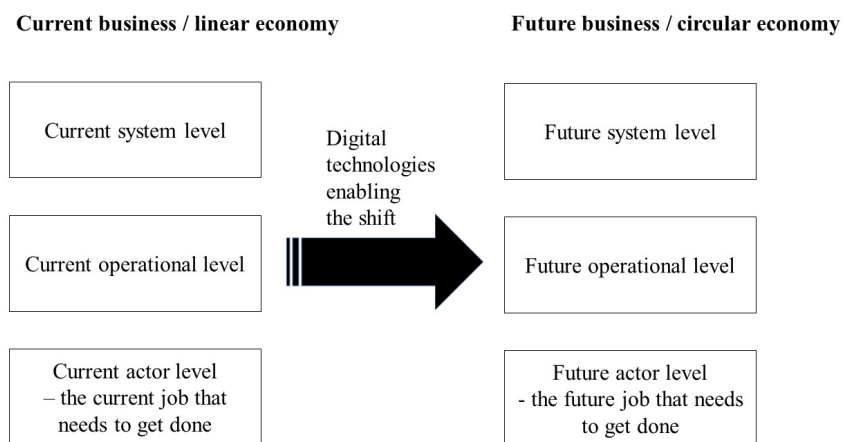 Current business / linear economy
Future business / circular economy
Current system level
Digital
technologies
enabling
the shift
Future system level
Current operational level
Future operational level
Current actor level
– the current job that
needs to get done
Future actor level
- the future job that needs
to get done